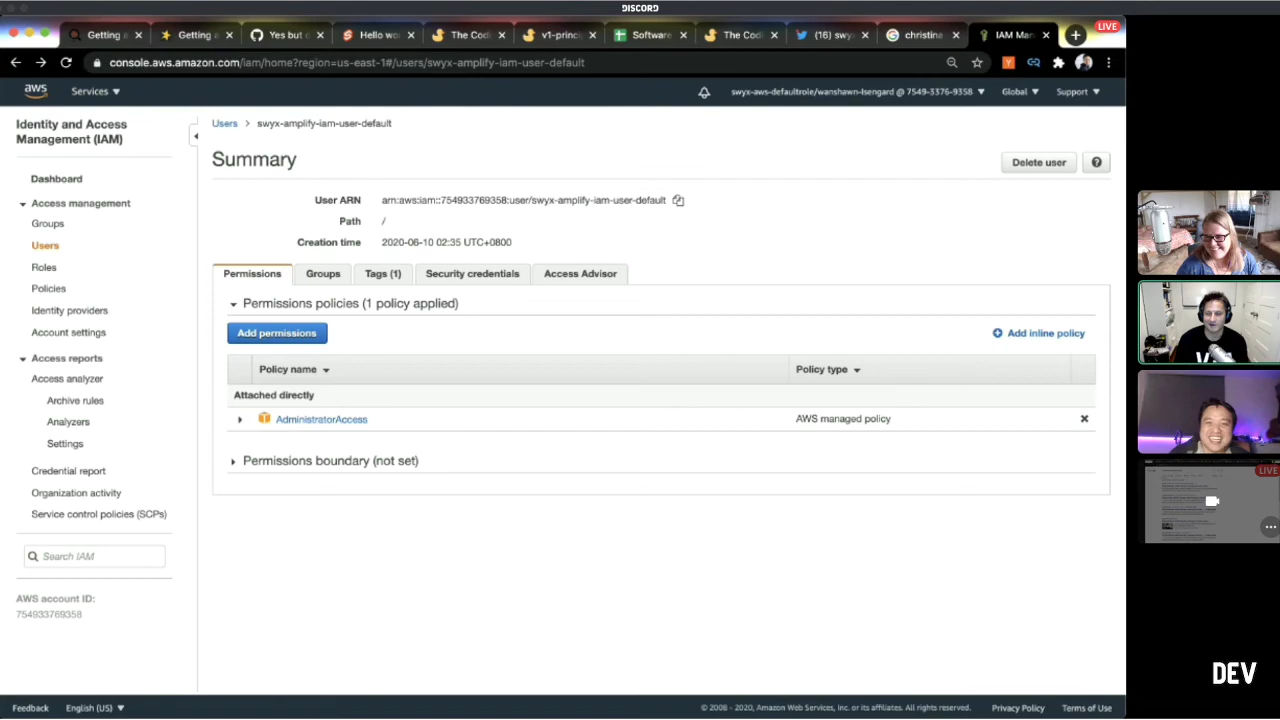 DISCORD
Getting a
Getting a
Yes but o
Hello wo
The Codi
v1-princi
Software
The Codi
(16) swy
christina
IAM Man
LIVE
console.aws.amazon.com/iam/home?region=us-east-1#/users/swyx-amplify-iam-user-default
aws
Services
swyx-aws-defaultrole/wanshawn-Isengard @ 7549-3376-9358
Global
Support
Identity and Access
Management (IAM)
Dashboard
Access management
Groups
Users
Roles
Policies
Identity providers
Account settings
Access reports
Access analyzer
Archive rules
Analyzers
Settings
Credential report
Organization activity
Service control policies (SCPs)
Search IAM
AWS account ID:
754933769358
Users > swyx-amplify-iam-user-default
Summary
Delete user
?
User ARN arn:aws:iam::754933769358:user/swyx-amplify-iam-user-default
Path /
Creation time 2020-06-10 02:35 UTC+0800
Permissions
Groups
Tags (1)
Security credentials
Access Advisor
Permissions policies (1 policy applied)
Add permissions
Add inline policy
Policy name
Policy type
Attached directly
AdministratorAccess
AWS managed policy
Permissions boundary (not set)
LIVE
DEV
Feedback
English (US)
© 2008 - 2020, Amazon Web Services, Inc. or its affiliates. All rights reserved.
Privacy Policy
Terms of Use